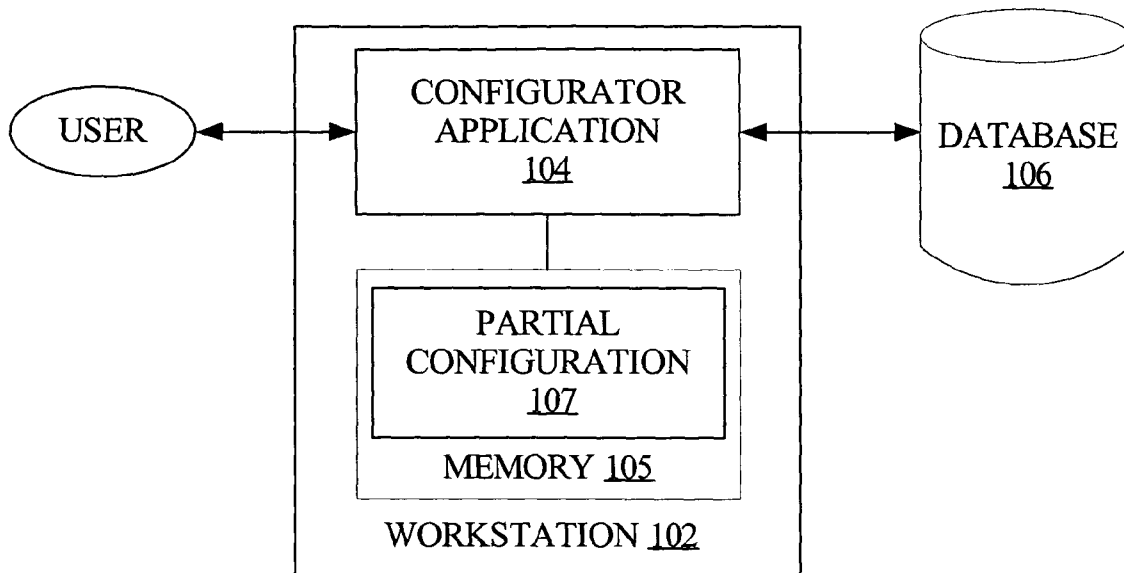 USER
CONFIGURATOR
APPLICATION
104
DATABASE
106
PARTIAL
CONFIGURATION
107
MEMORY 105
WORKSTATION 102